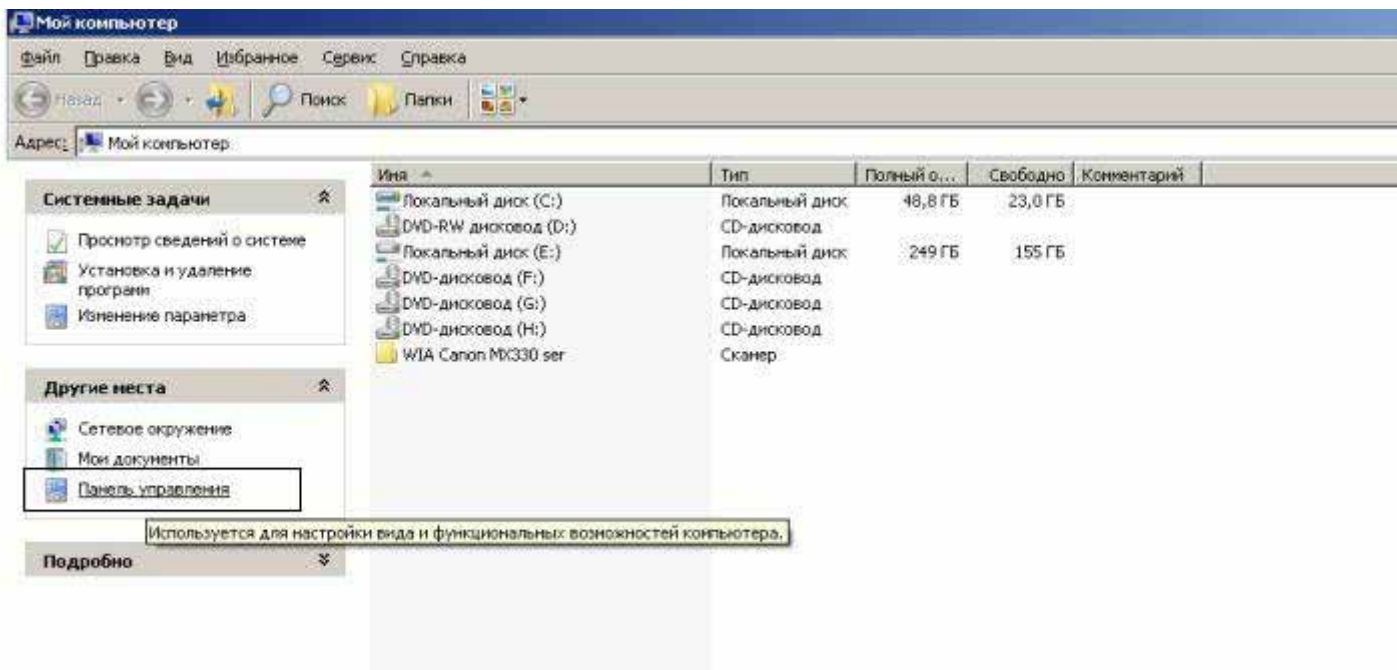 Мой компьютер
Файл Правка Вид Избранное Сервис Справка
Назад Поиск Папки
Адрес: Мой компьютер
Имя Тип Полный о... Свободно Комментарий
Системные задачи
Просмотр сведений о системе
Установка и удаление
программ
Изменение параметра
Другие места
Сетевое окружение
Мои документы
Панель управления
Используется для настройки вида и функциональных возможностей компьютера.
Подробно
Локальный диск (C:) Локальный диск 48,8 ГБ 23,0 ГБ
DVD-RW дисковод (D:) CD-дисковод
Локальный диск (E:) Локальный диск 249 ГБ 155 ГБ
DVD-дисковод (F:) CD-дисковод
DVD-дисковод (G:) CD-дисковод
DVD-дисковод (H:) CD-дисковод
WIA Canon MX330 ser Сканер